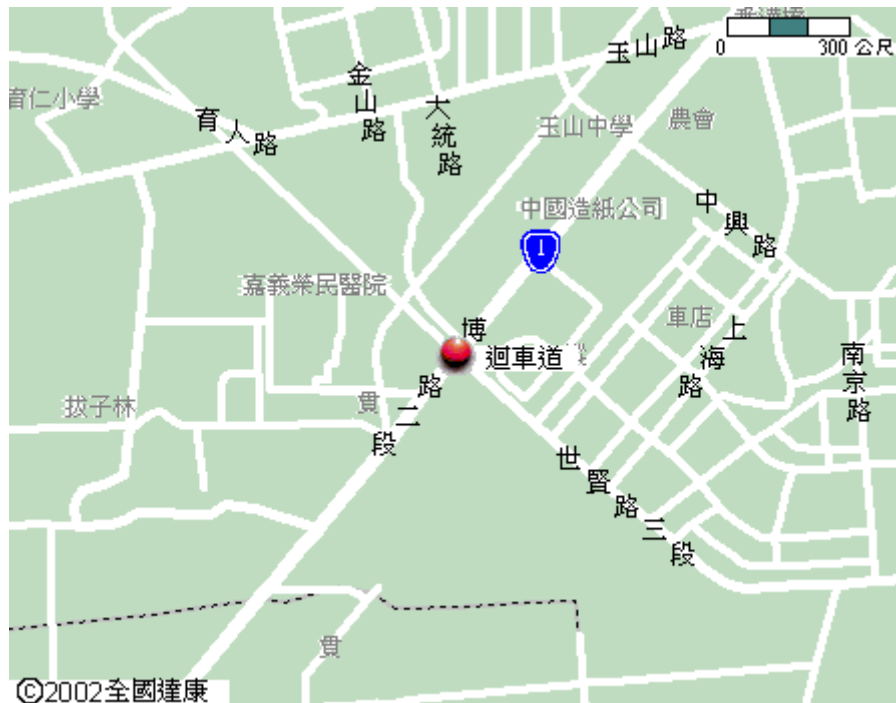 玉山路
0 300 公尺
金山路
育仁小學
大統路
農會
育人路
玉山中學
中國造紙公司
中興路
1
嘉義榮民醫院
車店
上海路
博
迴車道
南京路
路二段
貫
拔子林
世賢路三段
貫
©2002全國達康